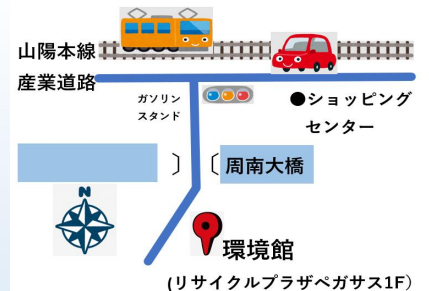 山陽本線
産業道路
ガソリン
スタンド
●ショッピング
センター
周南大橋
N
環境館
(リサイクルプラザペガサス1F)